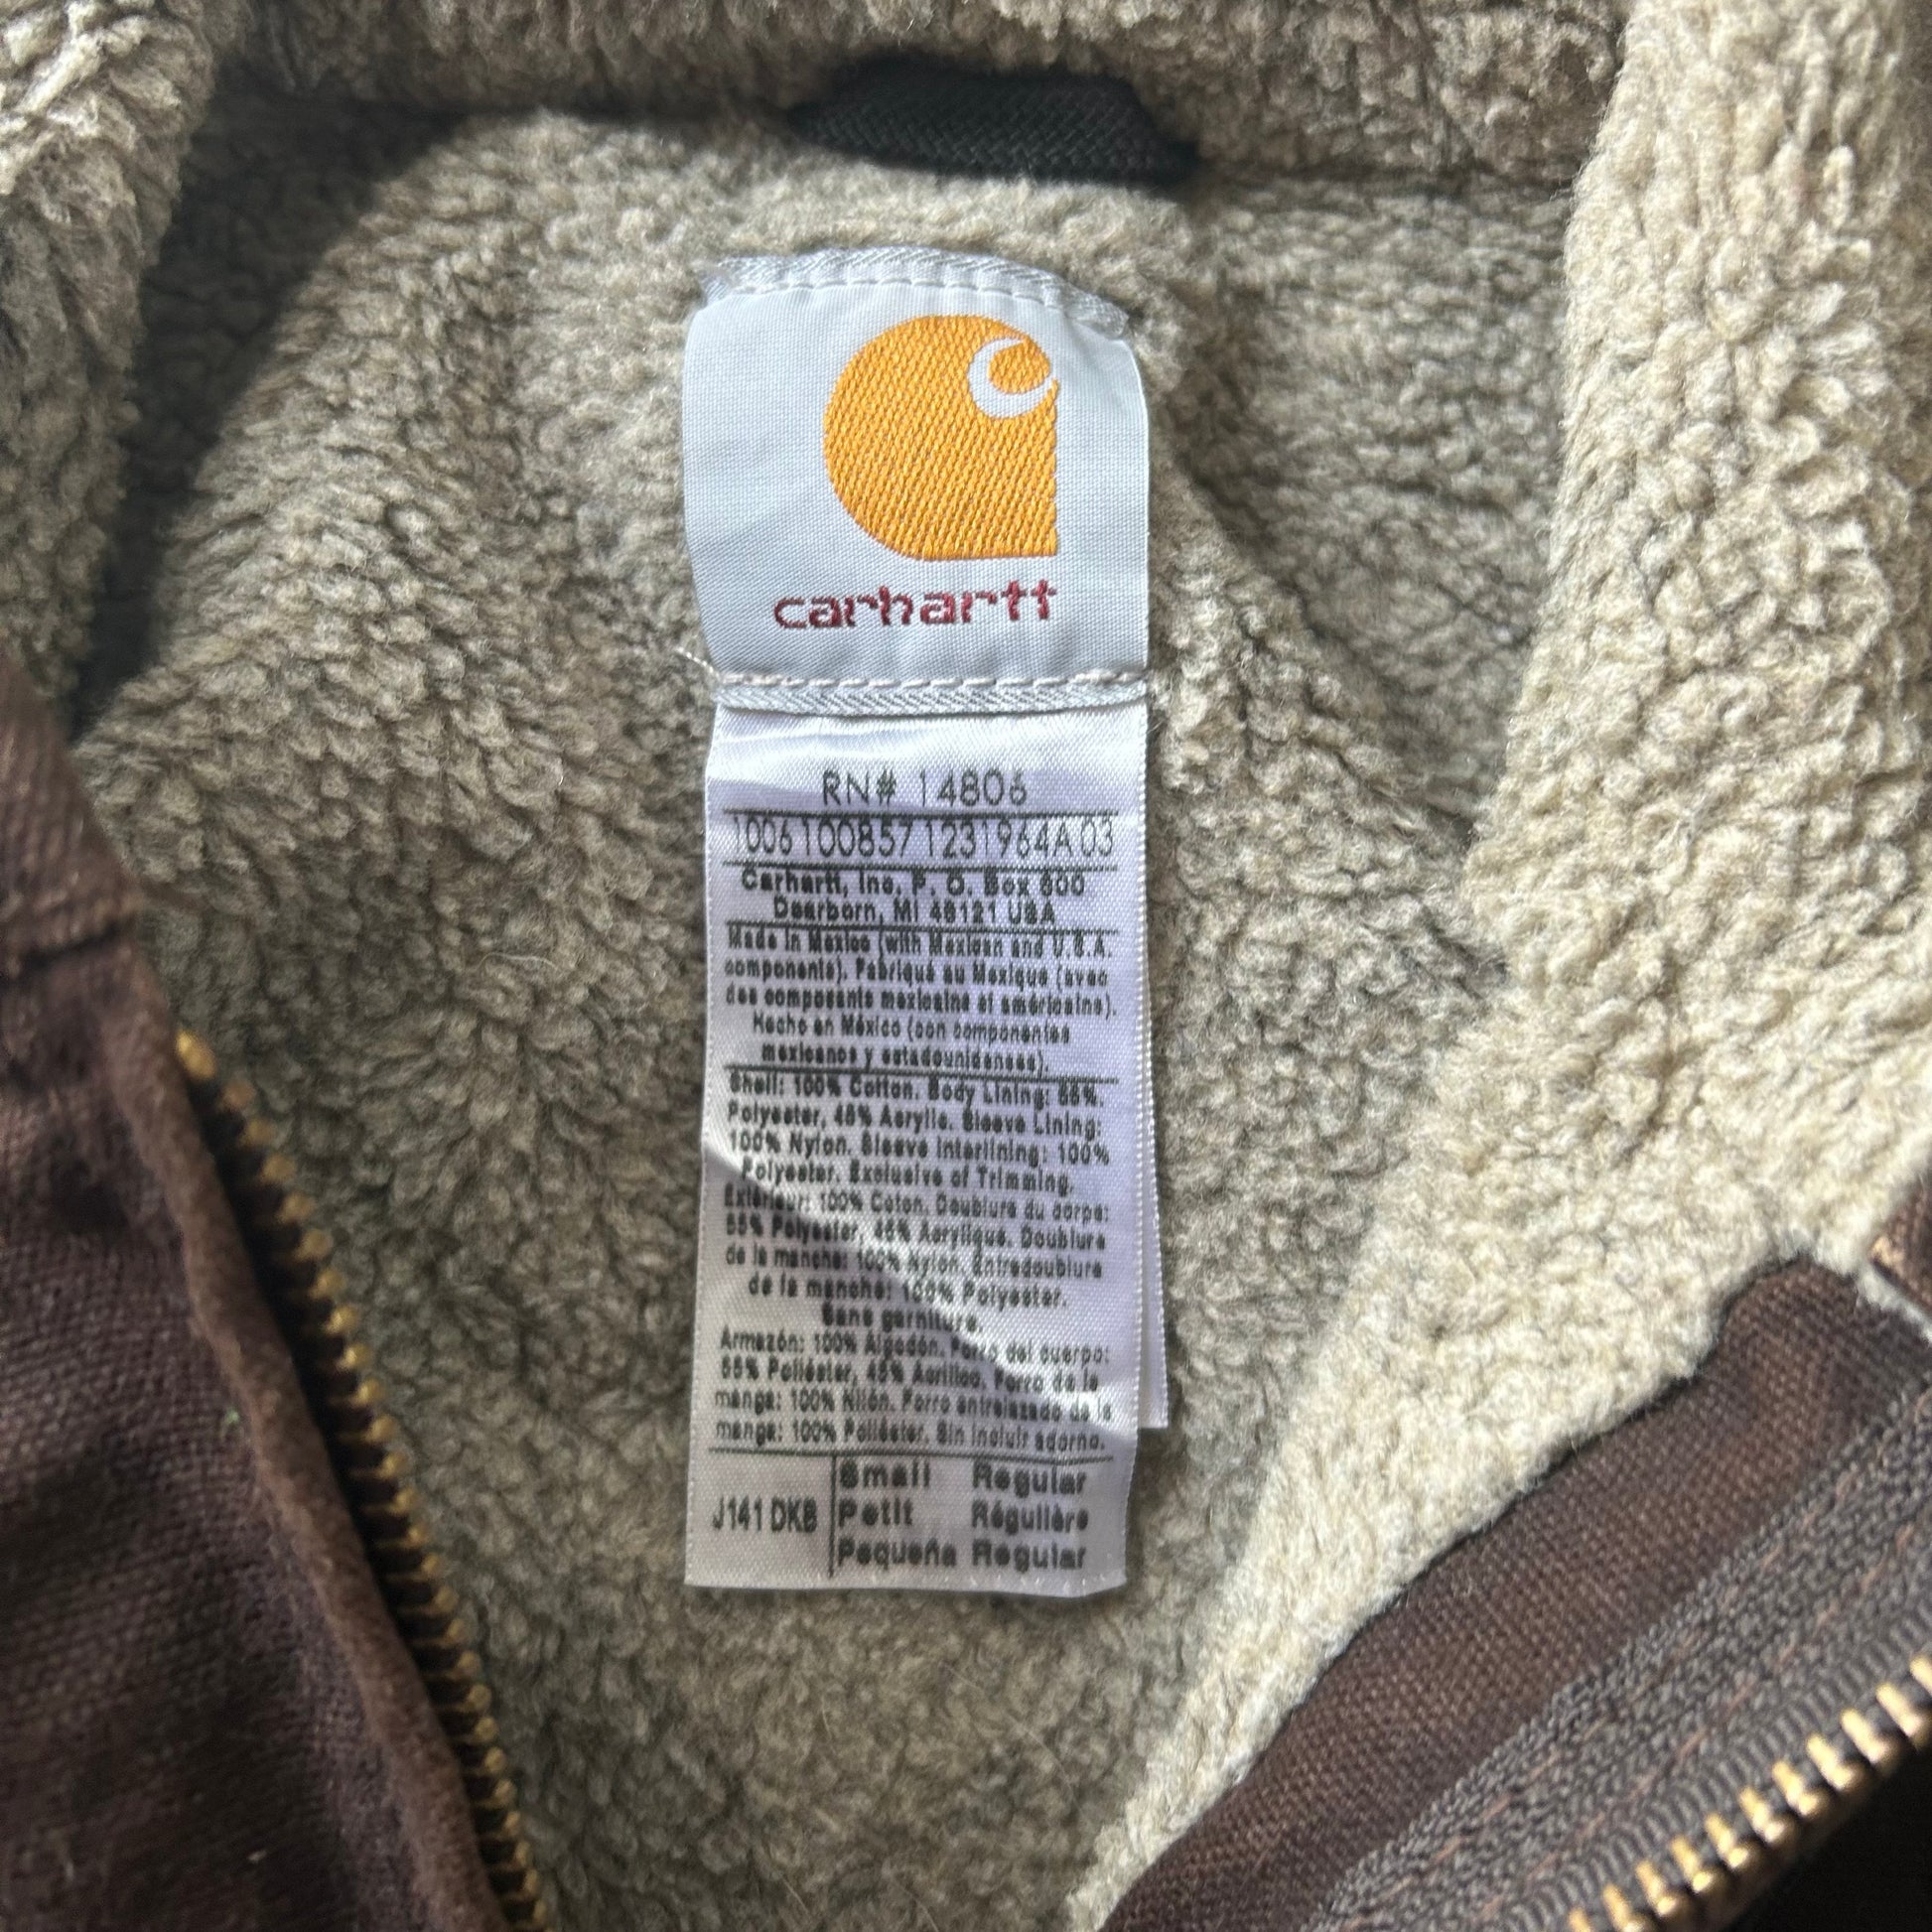 carhartt
RN# 14806
1006100857 1231964A 03
Carhartt, Inc, P. O. Box 600
Dearborn, MI 48121 USA
Made in Mexico (with Mexican and U.S.A.
components). Fabriqué au Mexique (avec
des composants mexicains et américains).
Hecho en México (con componentes
mexicanos y estadounidenses).
Shell: 100% Cotton. Body Lining: 55%.
Polyester, 45% Acrylic. Sleeve Lining:
100% Nylon. Sleeve Interlining: 100%
Polyester. Exclusive of Trimming.
Extérieur: 100% Coton. Doublure du corps:
55% Polyester, 45% Acrylique. Doublure
de la manche: 100% Nylon. Entredoublure
de la manche: 100% Polyester.
Sans garniture.
Armazón: 100% Algodón. Forro del cuerpo:
55% Poliéster, 45% Acrílico. Forro de la
manga: 100% Nilón. Forro entrelazado de la
manga: 100% Poliéster. Sin incluir adorno.
J141 DKB
Small Regular
Petit Régulière
Pequeña Regular